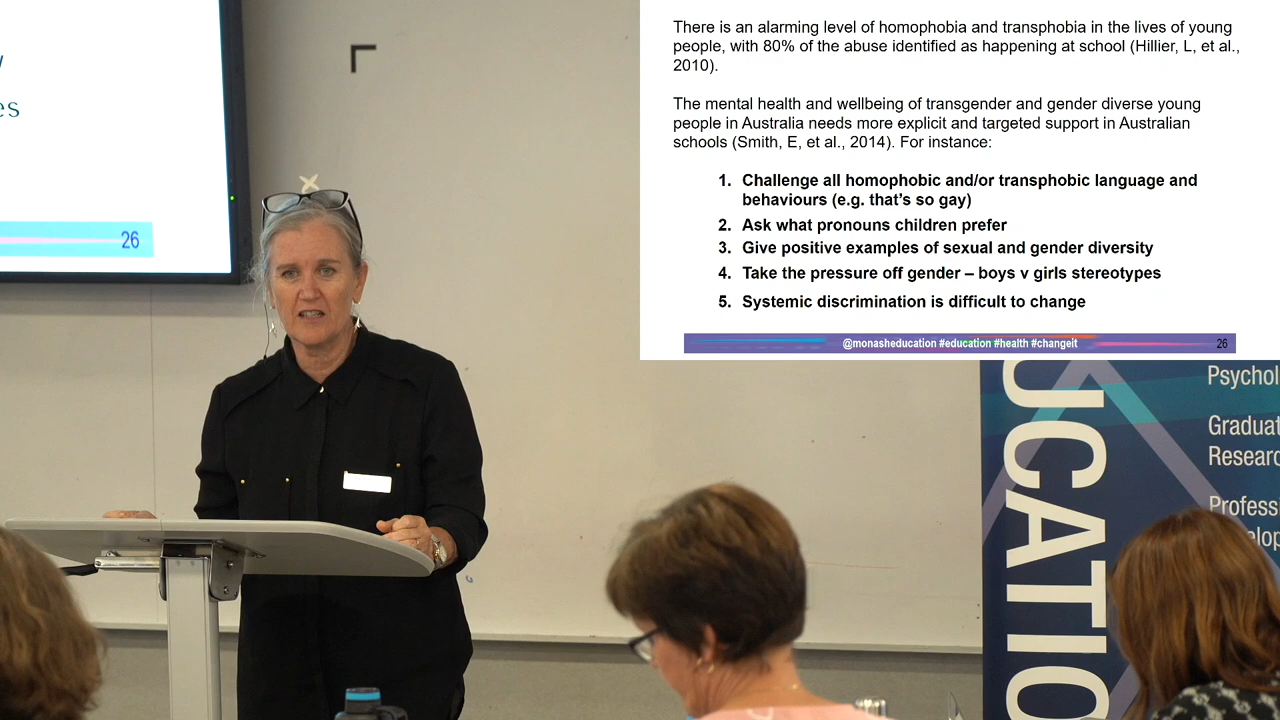 es
26
There is an alarming level of homophobia and transphobia in the lives of young
people, with 80% of the abuse identified as happening at school (Hillier, L, et al.,
2010).
The mental health and wellbeing of transgender and gender diverse young
people in Australia needs more explicit and targeted support in Australian
schools (Smith, E, et al., 2014). For instance:
1. Challenge all homophobic and/or transphobic language and
behaviours (e.g. that’s so gay)
2. Ask what pronouns children prefer
3. Give positive examples of sexual and gender diversity
4. Take the pressure off gender – boys v girls stereotypes
5. Systemic discrimination is difficult to change
@monasheducation #education #health #changeit
26
UCATIO
Psychol
Graduat
Researc
Profess
elop